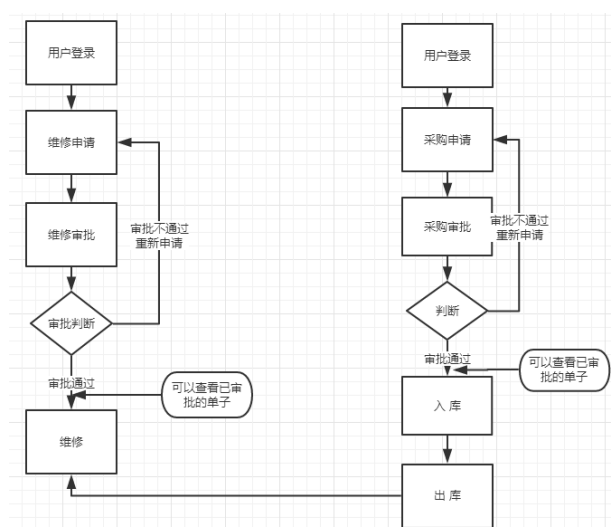 用户登录
维修申请
维修审批
审批不通过
重新申请
审批判断
审批通过
可以查看已审
批的单子
维修
用户登录
采购申请
采购审批
审批不通过
重新申请
判断
审批通过
可以查看已审
批的单子
入 库
出 库